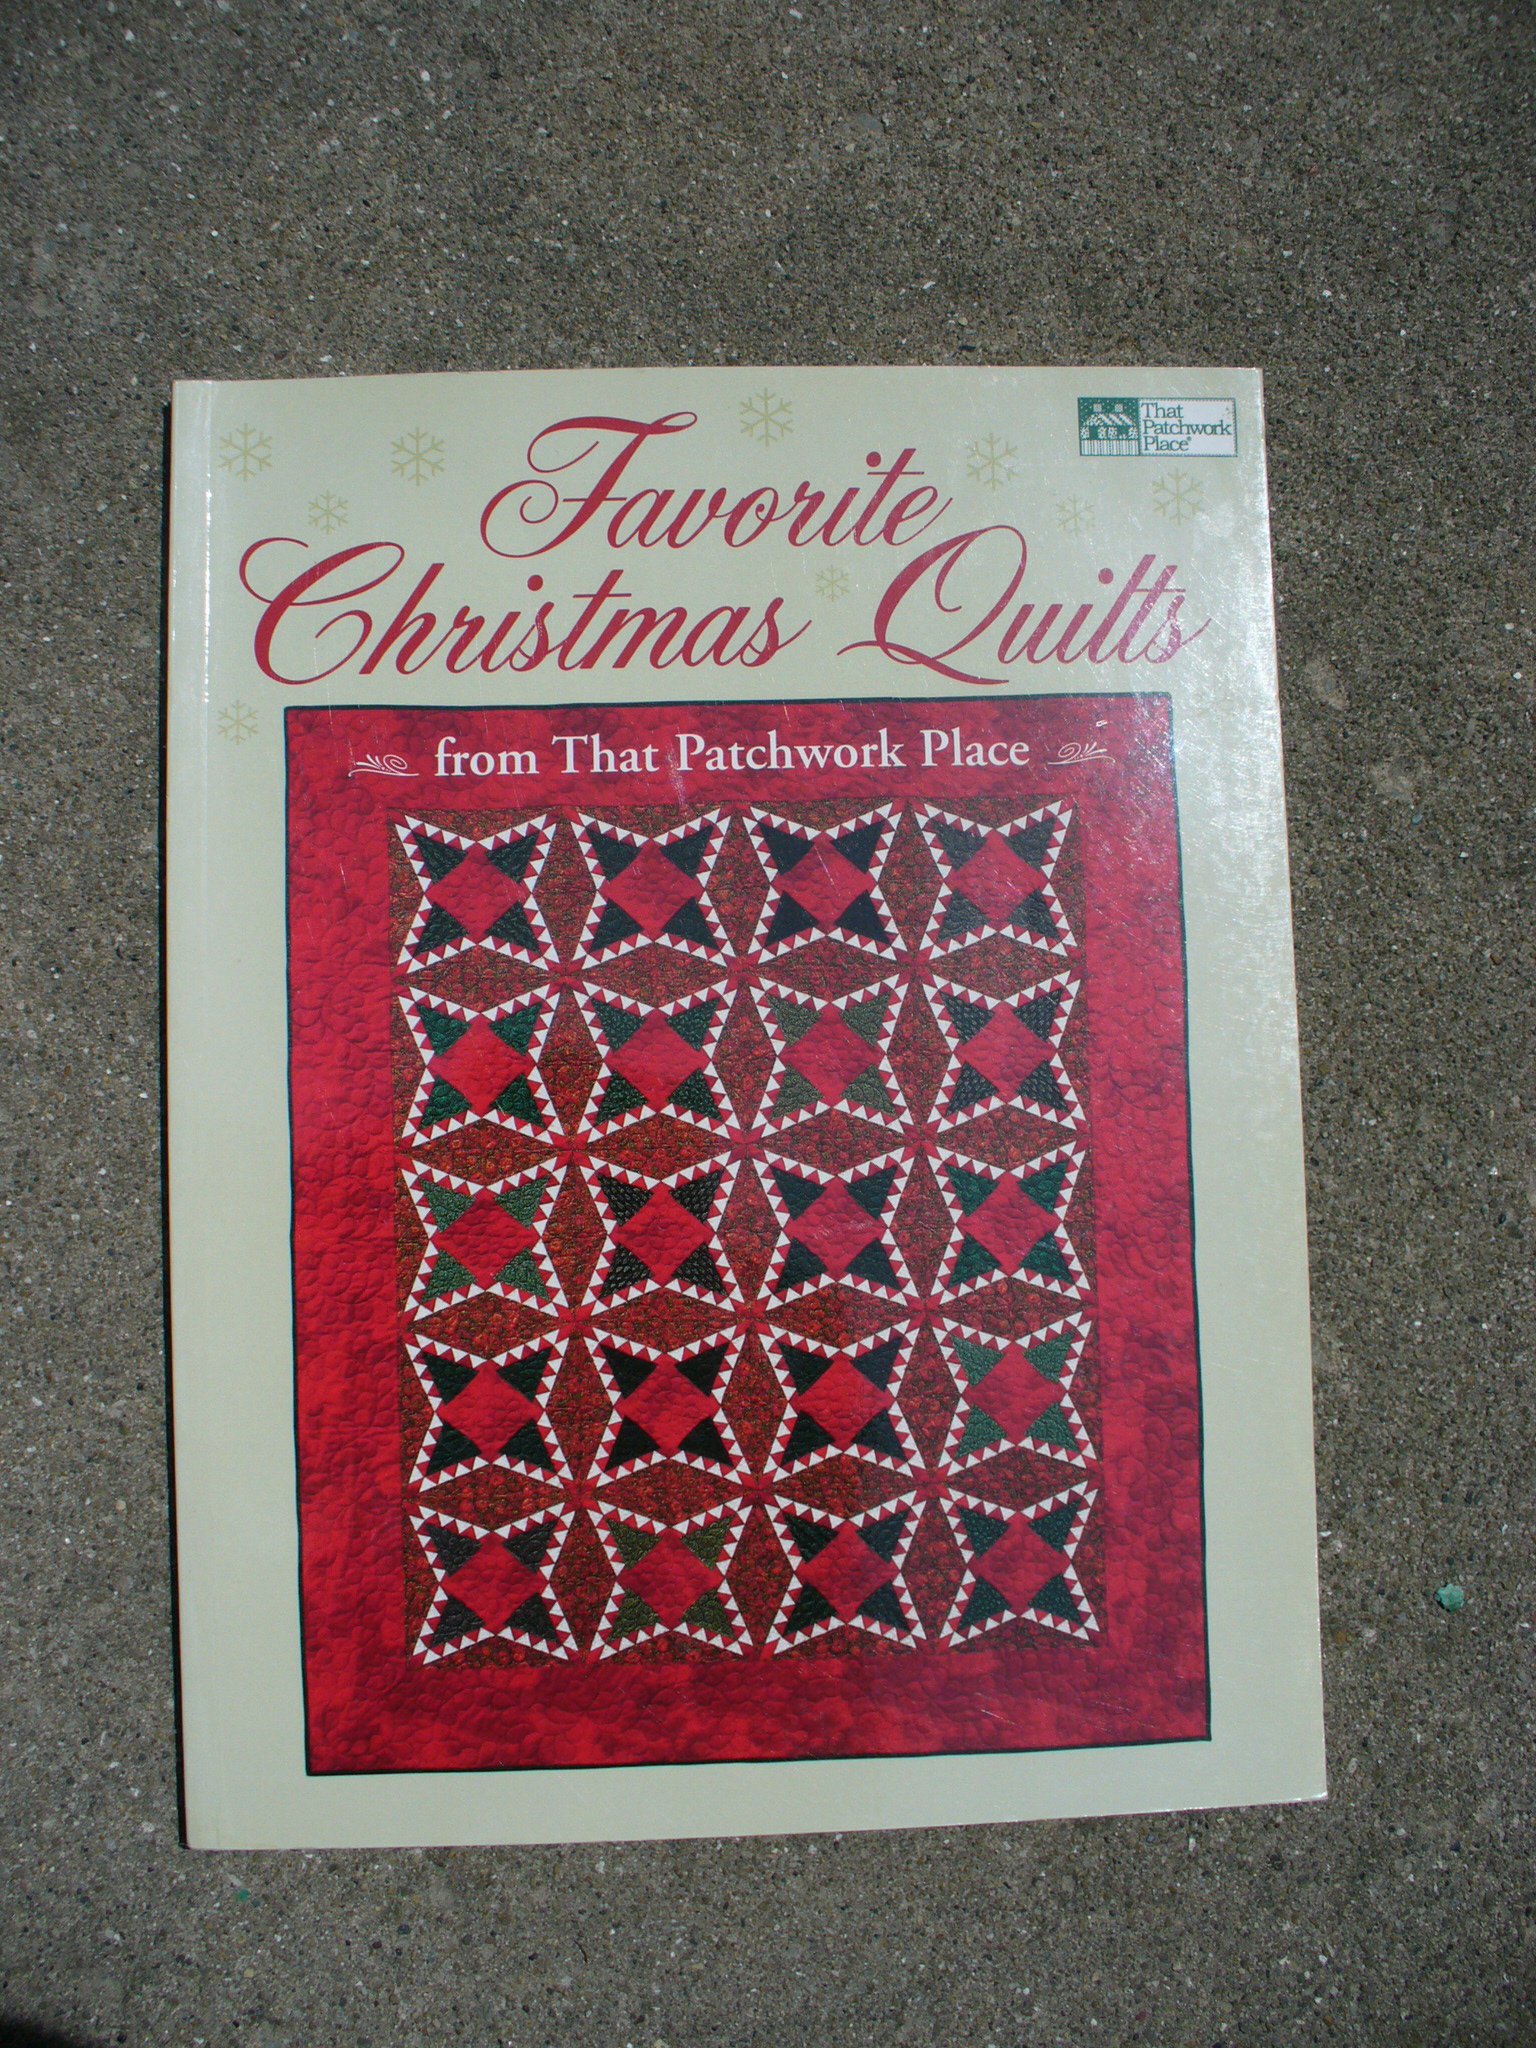 That
Patchwork
Place®
Favorite
Christmas Quilts
from That Patchwork Place